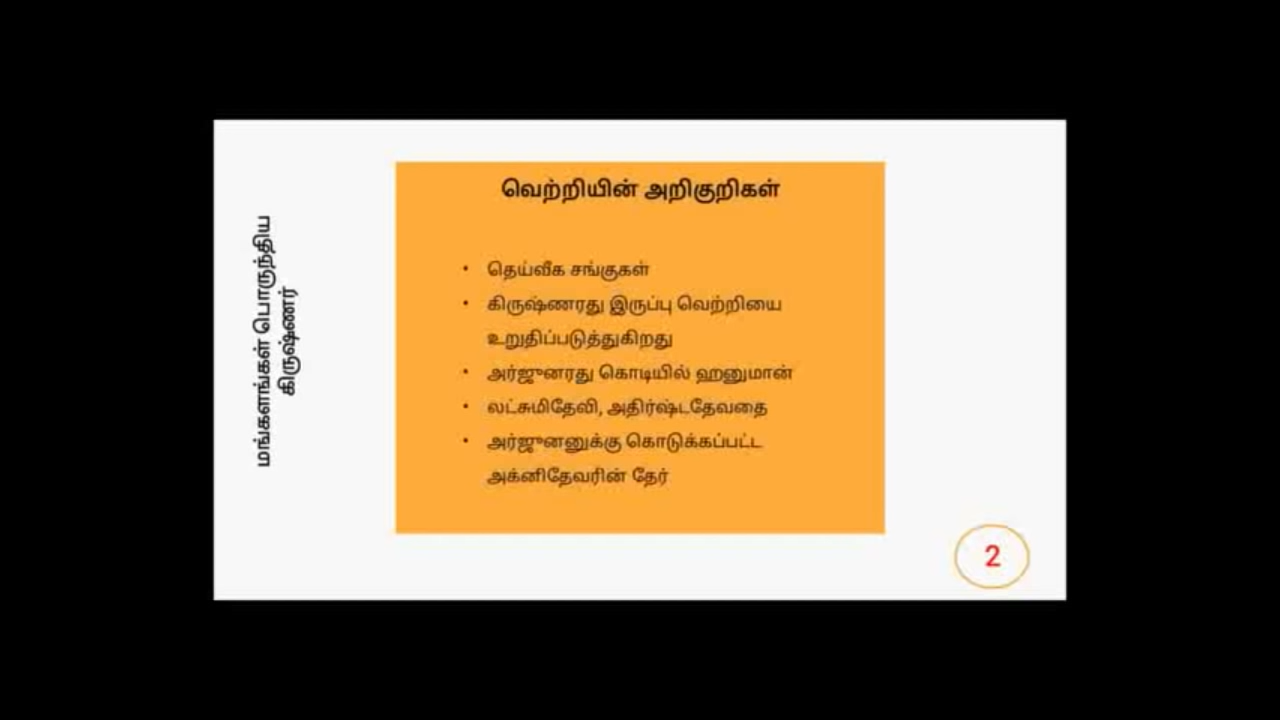 மங்களங்கள் பொருந்திய
கிருஷ்ணர்
வெற்றியின் அறிகுறிகள்
• தெய்வீக சங்குகள்
• கிருஷ்ணரது இருப்பு வெற்றியை
உறுதிப்படுத்துகிறது
• அர்ஜுனரது கொடியில் ஹனுமான்
• லட்சுமிதேவி, அதிர்ஷ்டதேவதை
• அர்ஜுனனுக்கு கொடுக்கப்பட்ட
அக்னிதேவரின் தேர்
2